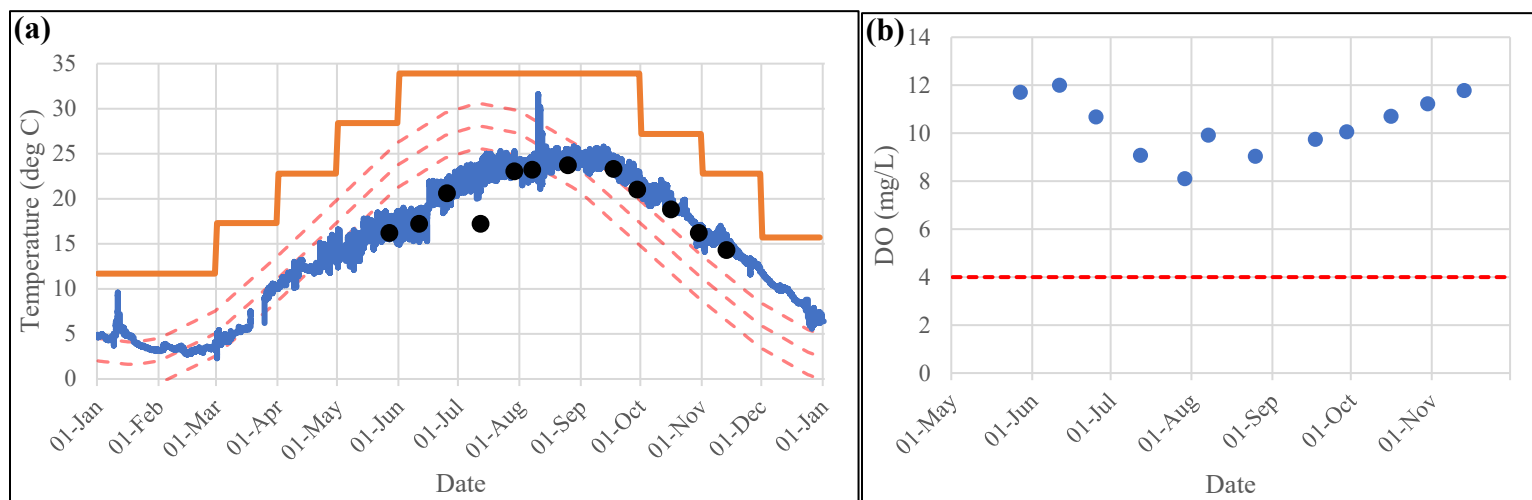 (a)
Temperature (deg C)
35
30
25
20
15
10
5
0
01-Jan
01-Feb
01-Mar
01-Apr
01-May
01-Jun
01-Jul
01-Aug
01-Sep
01-Oct
01-Nov
01-Dec
01-Jan
Date
(b)
DO (mg/L)
14
12
10
8
6
4
2
0
01-May
01-Jun
01-Jul
01-Aug
01-Sep
01-Oct
01-Nov
Date